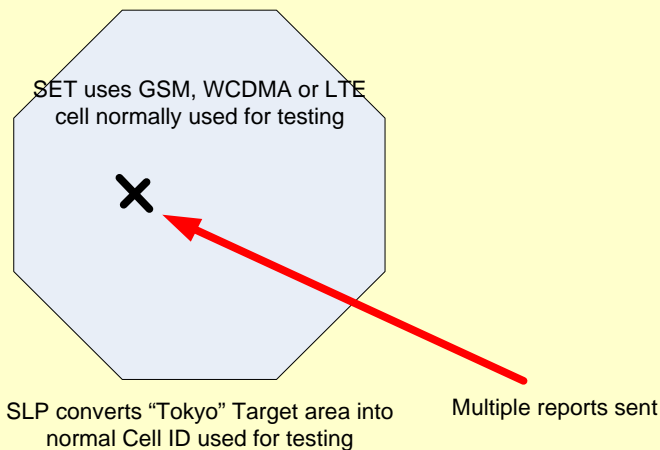 SET uses GSM, WCDMA or LTE
cell normally used for testing
SLP converts “Tokyo” Target area into
normal Cell ID used for testing
Multiple reports sent